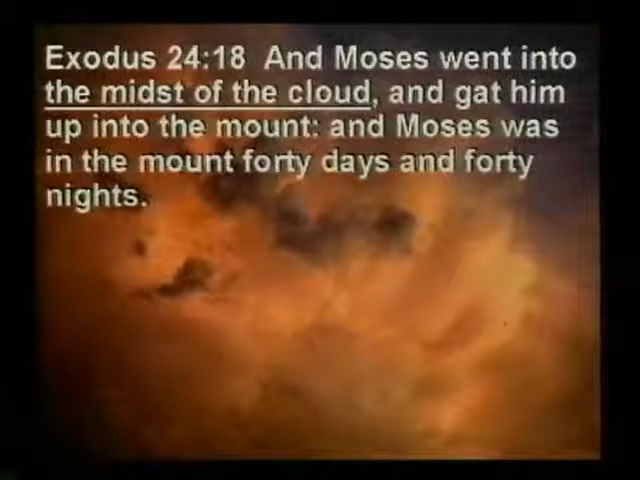 Exodus 24:18 And Moses went into
the midst of the cloud, and gat him
up into the mount: and Moses was
in the mount forty days and forty
nights.